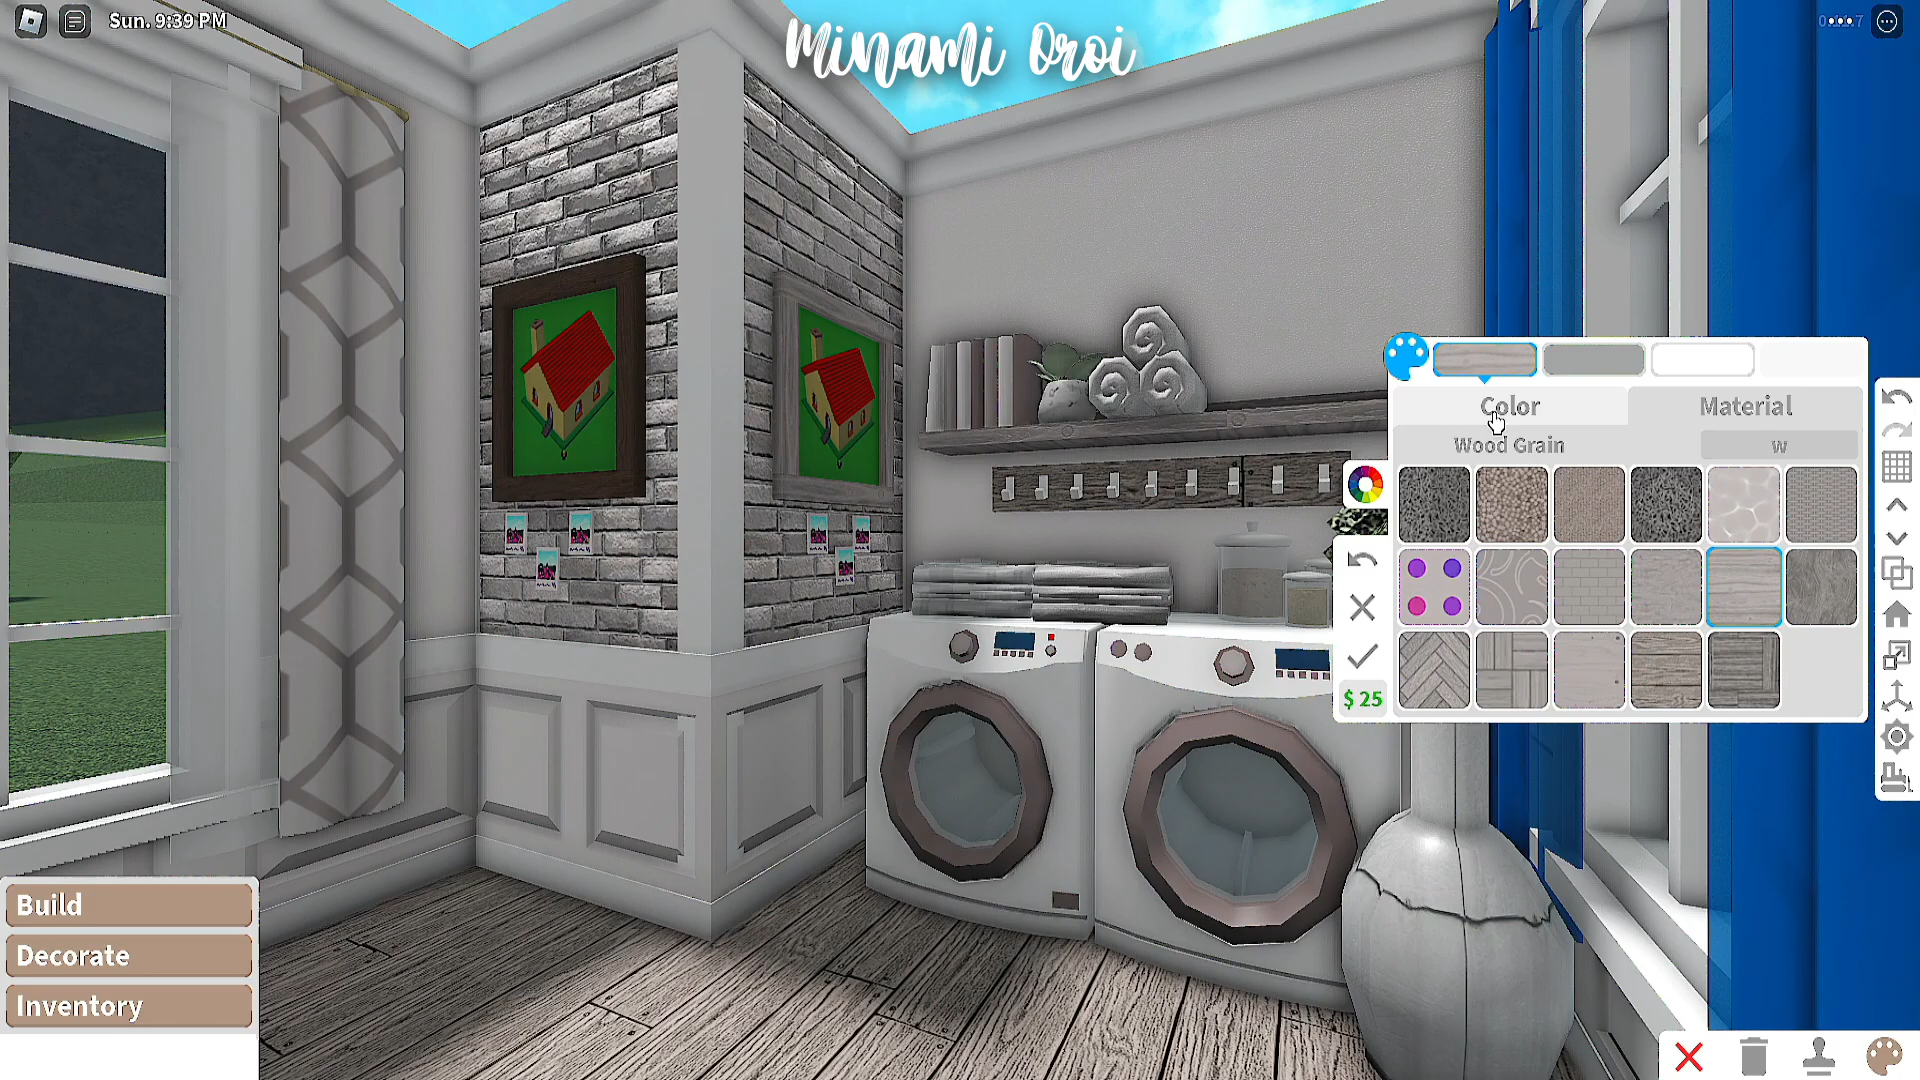 Sun. 9:39 PM
Minami Oroi
Color
Material
Wood Grain
w
$ 25
Build
Decorate
Inventory